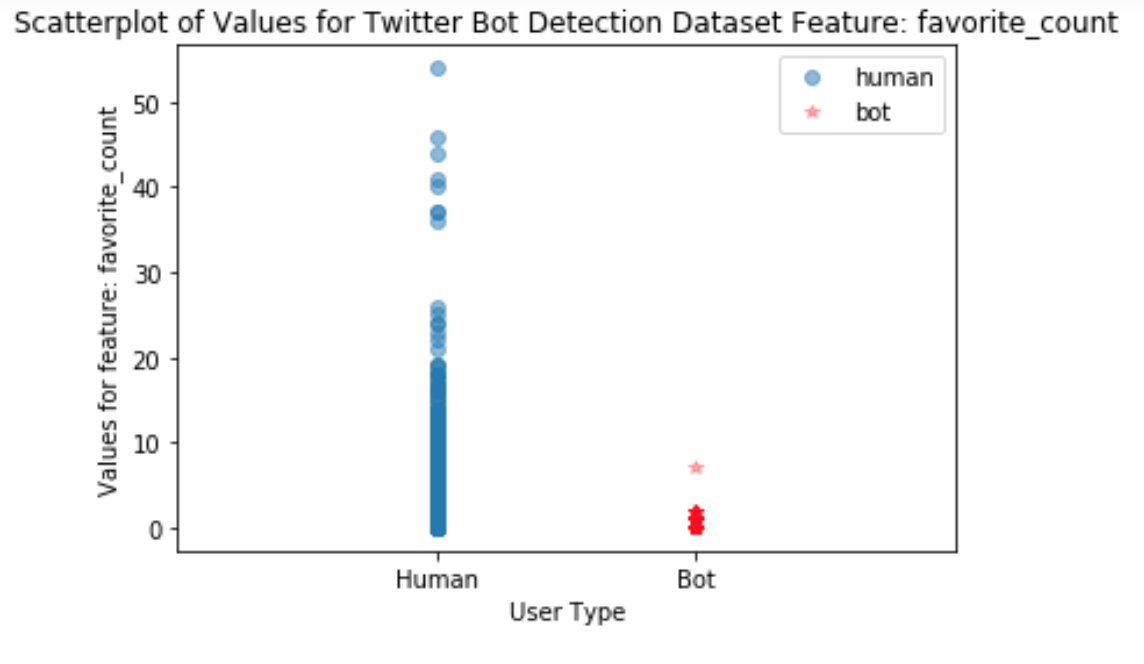 Scatterplot of Values for Twitter Bot Detection Dataset Feature: favorite_count
human
bot
Values for feature: favorite_count
50
40
30
20
10
0
Human
Bot
User Type